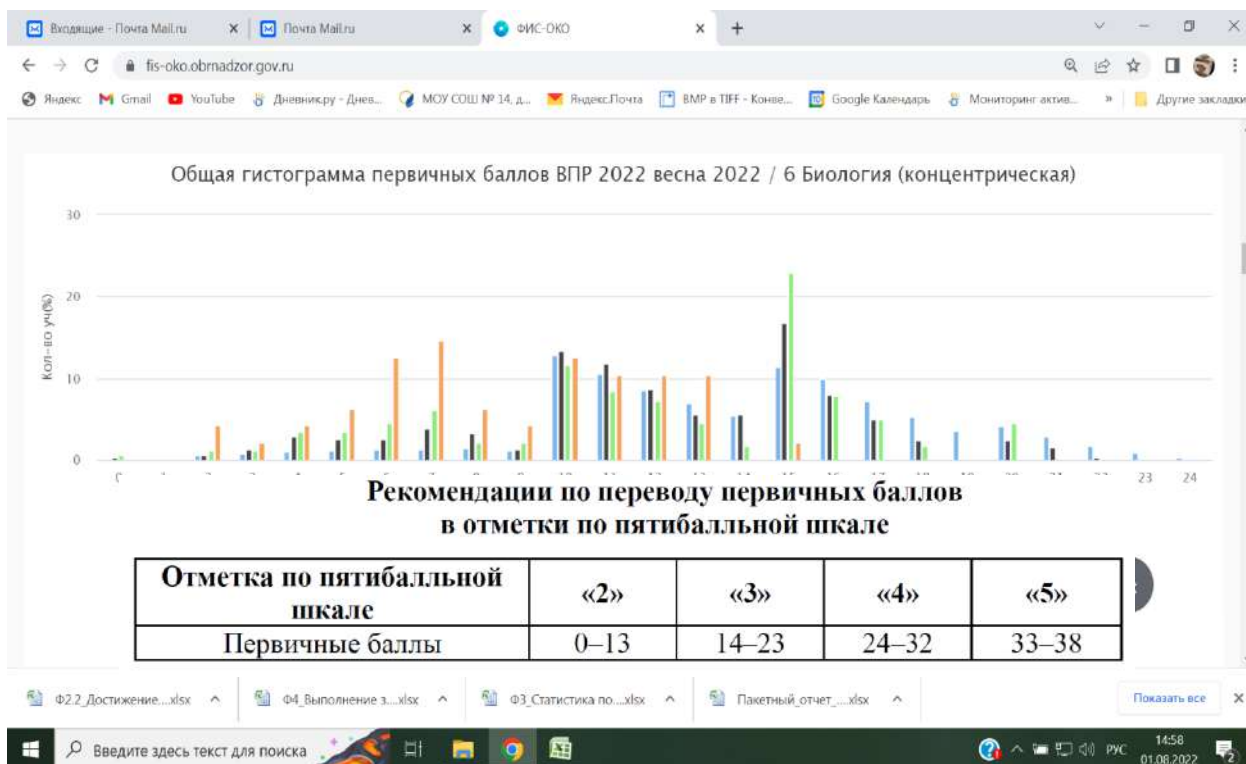 Входящие - Почта Mail.ru
Почта Mail.ru
ФИС-ОКО
fis-oko.obrnadzor.gov.ru
Яндекс
Gmail
YouTube
Дневник.ру - Днев...
МОУ СОШ № 14, д...
Яндекс.Почта
BMP в TIFF - Конве...
Google Календарь
Мониторинг актив...
»
Другие закладки
Общая гистограмма первичных баллов ВПР 2022 весна 2022 / 6 Биология (концентрическая)
30
20
10
0
Кол-во уч(%)
23 24
Рекомендации по переводу первичных баллов
в отметки по пятибалльной шкале
Отметка по пятибалльной
шкале
«2» «3» «4» «5»
Первичные баллы 0–13 14–23 24–32 33–38
Ф2.2_Достижение....xlsx
Ф4_Выполнение з....xlsx
Ф3_Статистика по....xlsx
Пакетный_отчет_....xlsx
Показать все
Введите здесь текст для поиска
РУС
14:58
01.08.2022
2